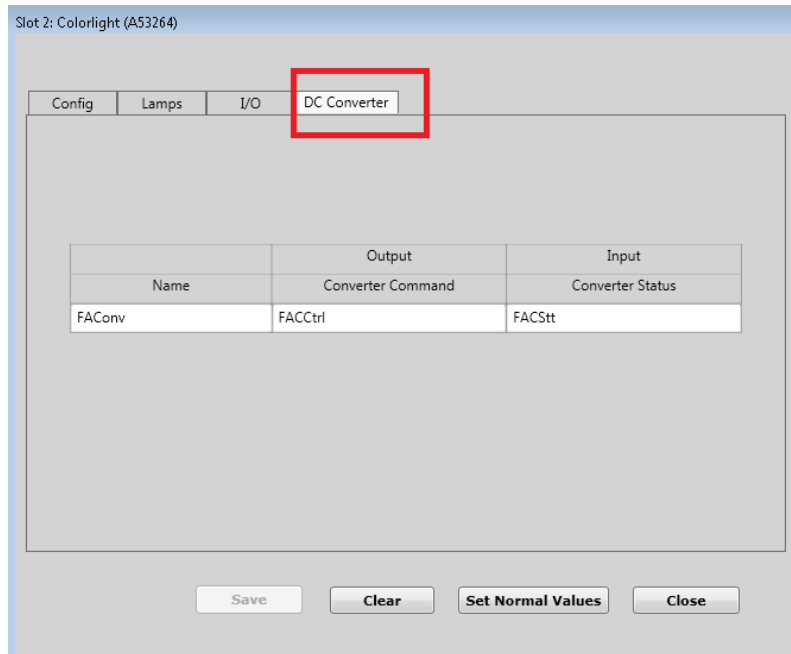 Slot 2: Colorlight (A53264)
Config Lamps I/O DC Converter
Output Input
Name Converter Command Converter Status
FAConv FACCtrl FACStt
Save Clear Set Normal Values Close